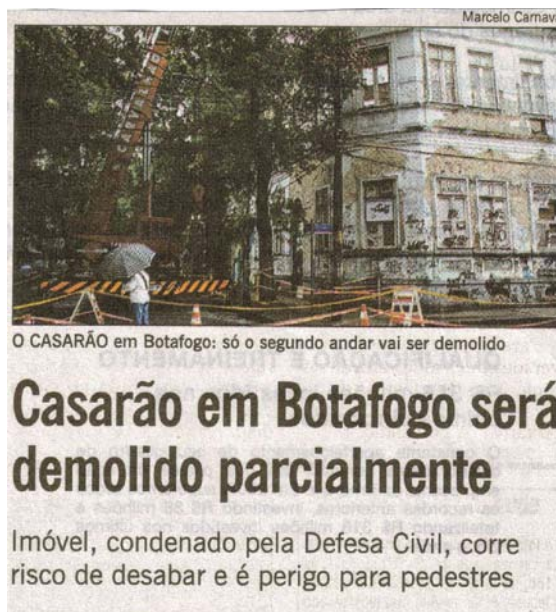 Marcelo Carnav
O CASARÃO em Botafogo: só o segundo andar vai ser demolido
Casarão em Botafogo será
demolido parcialmente
Imóvel, condenado pela Defesa Civil, corre
risco de desabar e é perigo para pedestres